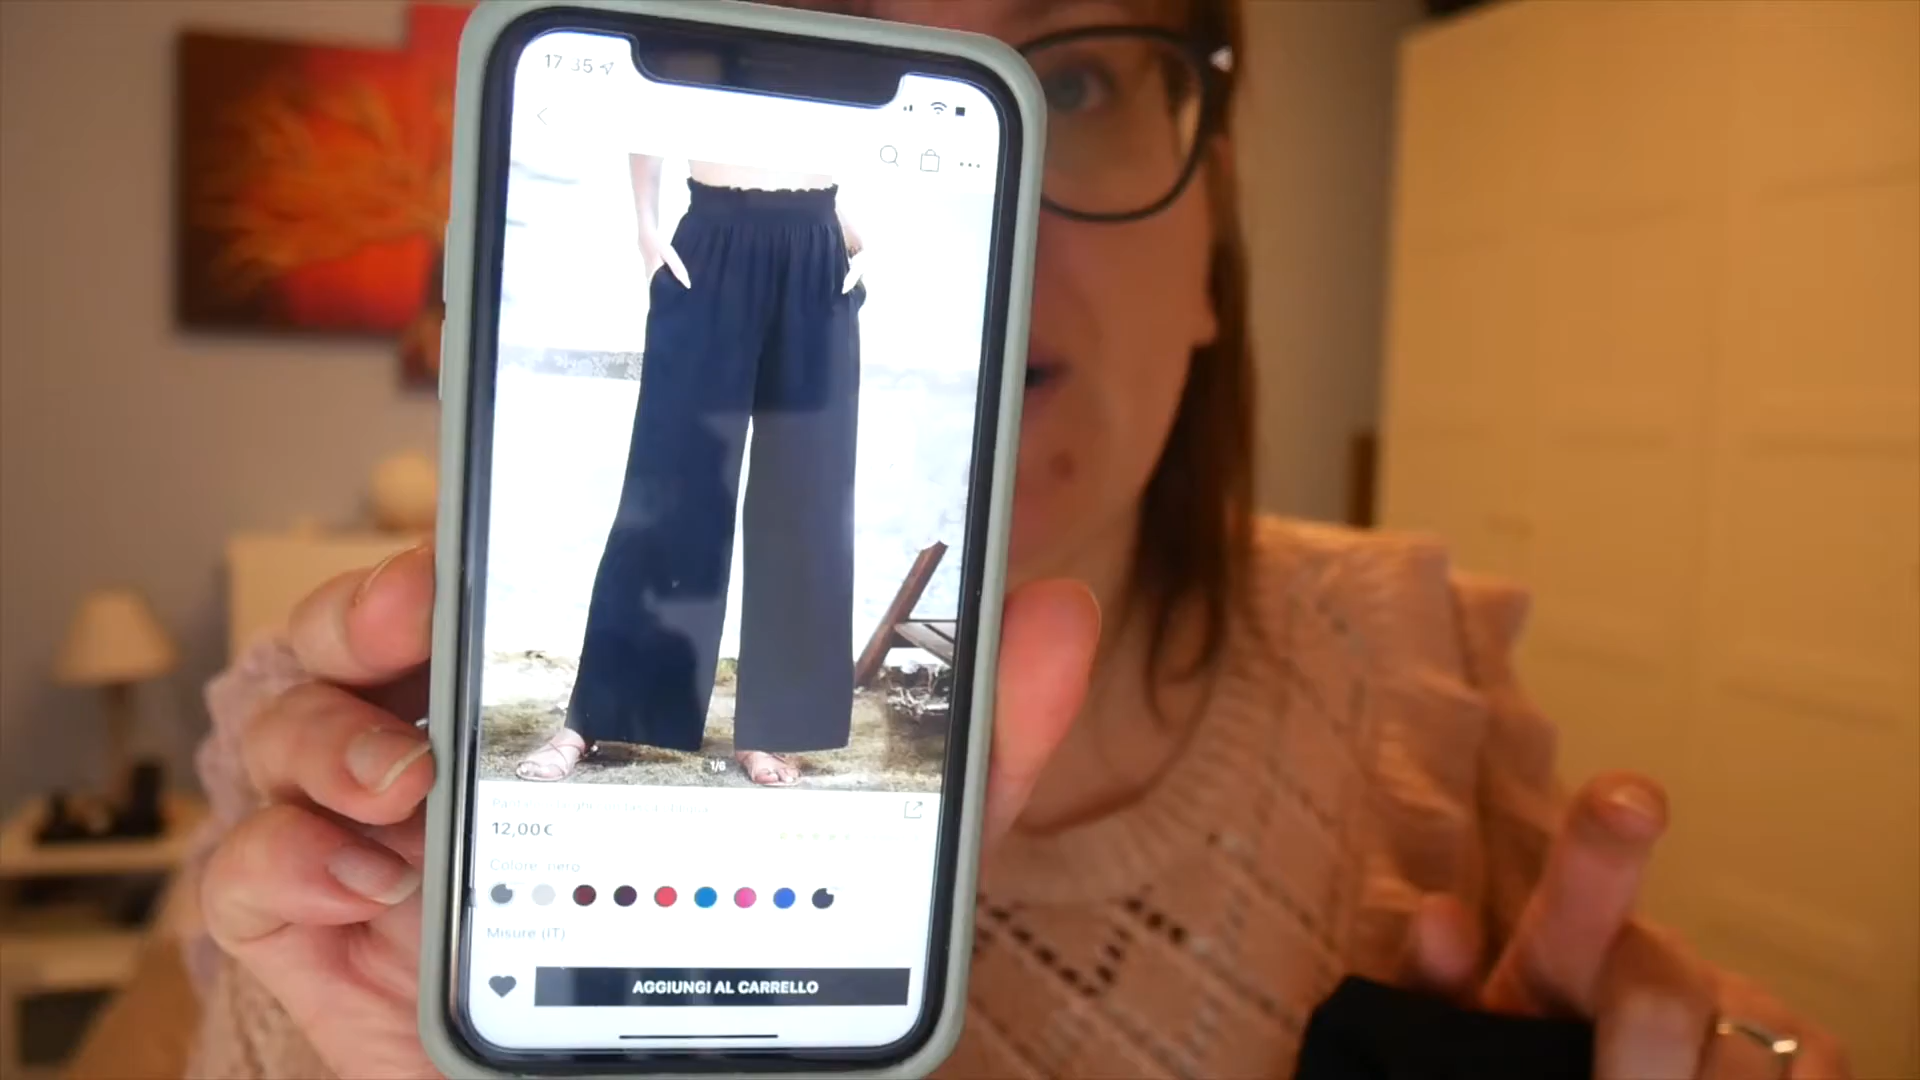 17 35
1/6
12,00€
Colore: nero
Misure (IT)
AGGIUNGI AL CARRELLO